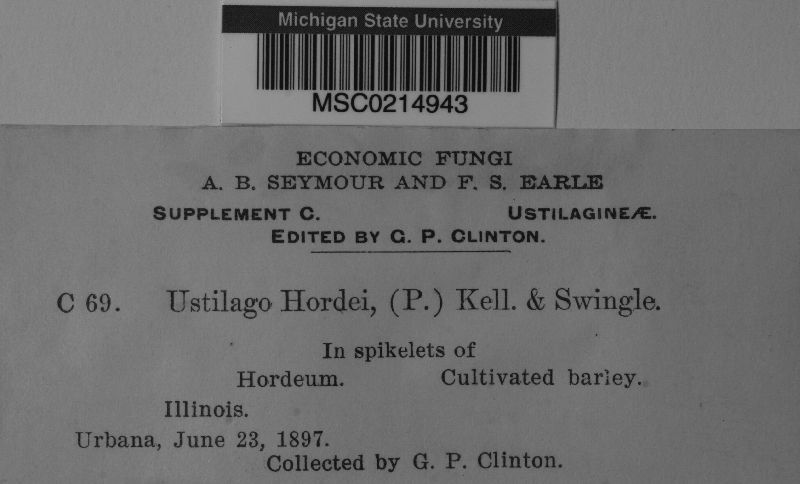 Michigan State University
MSC0214943
ECONOMIC FUNGI
A. B. SEYMOUR AND F. S. EARLE
SUPPLEMENT C. USTILAGINEÆ.
EDITED BY G. P. CLINTON.
C 69. Ustilago Hordei, (P.) Kell. & Swingle.
In spikelets of
Hordeum. Cultivated barley.
Illinois.
Urbana, June 23, 1897.
Collected by G. P. Clinton.